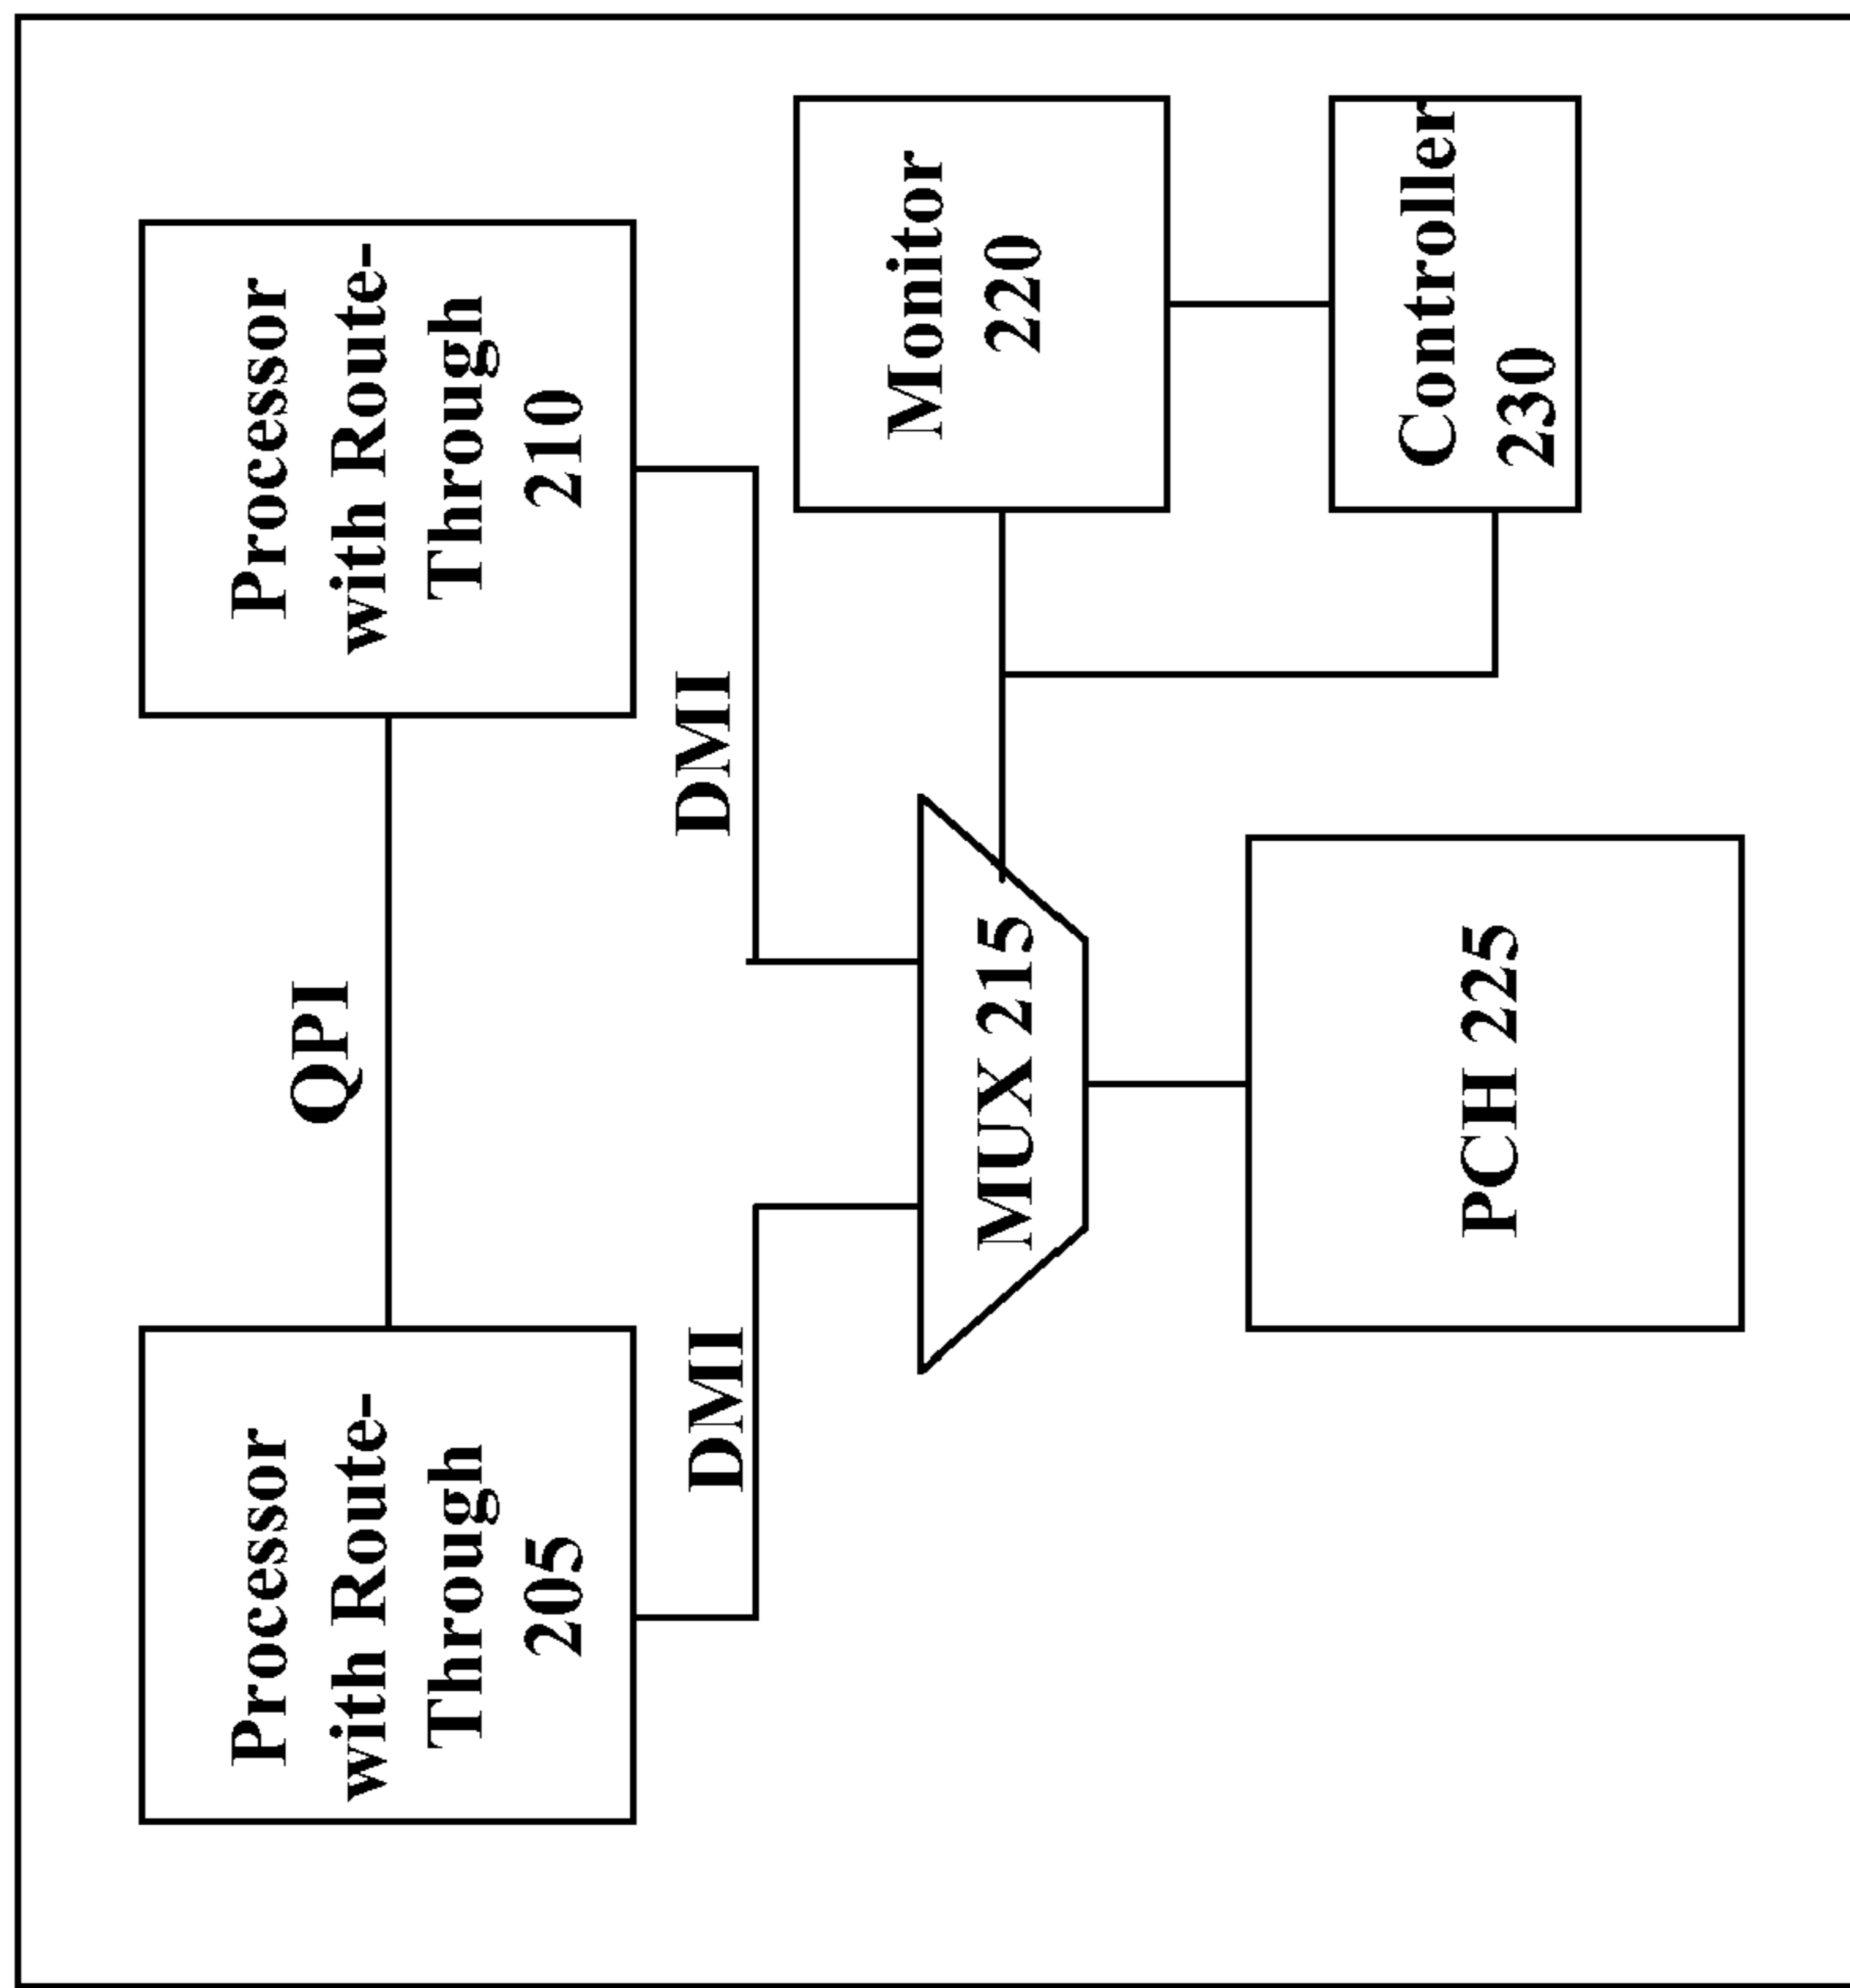 Processor
with Route-
Through
205
QPI
Processor
with Route-
Through
210
DMI
DMI
MUX 215
Monitor
220
PCH 225
Controller
230